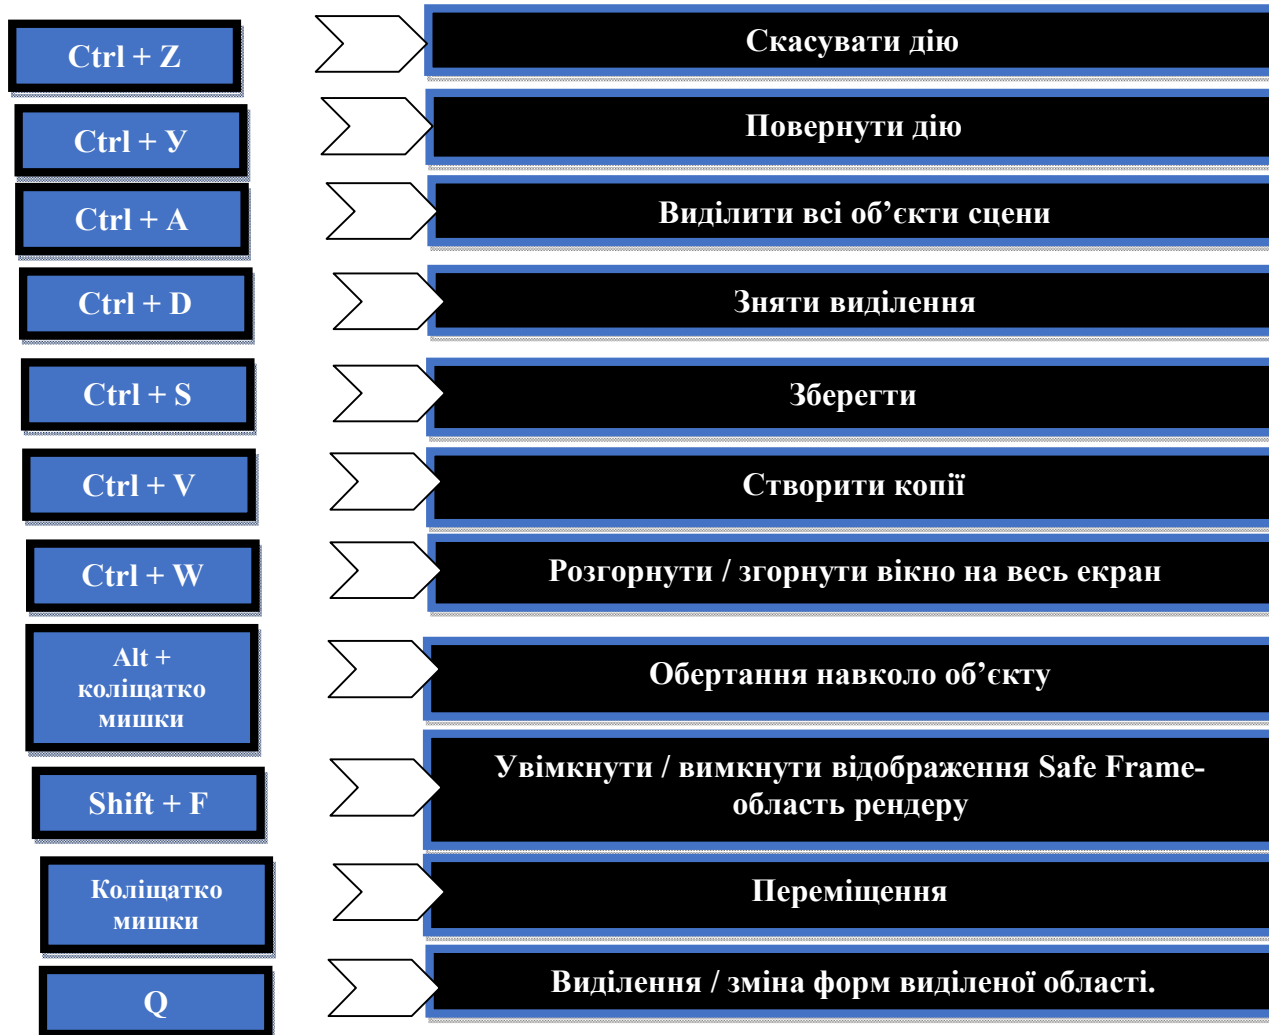 Ctrl + Z
Скасувати дію
Ctrl + У
Повернути дію
Ctrl + A
Виділити всі об’єкти сцени
Ctrl + D
Зняти виділення
Ctrl + S
Зберегти
Ctrl + V
Створити копії
Ctrl + W
Розгорнути / згорнути вікно на весь екран
Alt +
коліщатко
мишки
Обертання навколо об’єкту
Shift + F
Увімкнути / вимкнути відображення Safe Frame-
область рендеру
Коліщатко
мишки
Переміщення
Q
Виділення / зміна форм виділеної області.